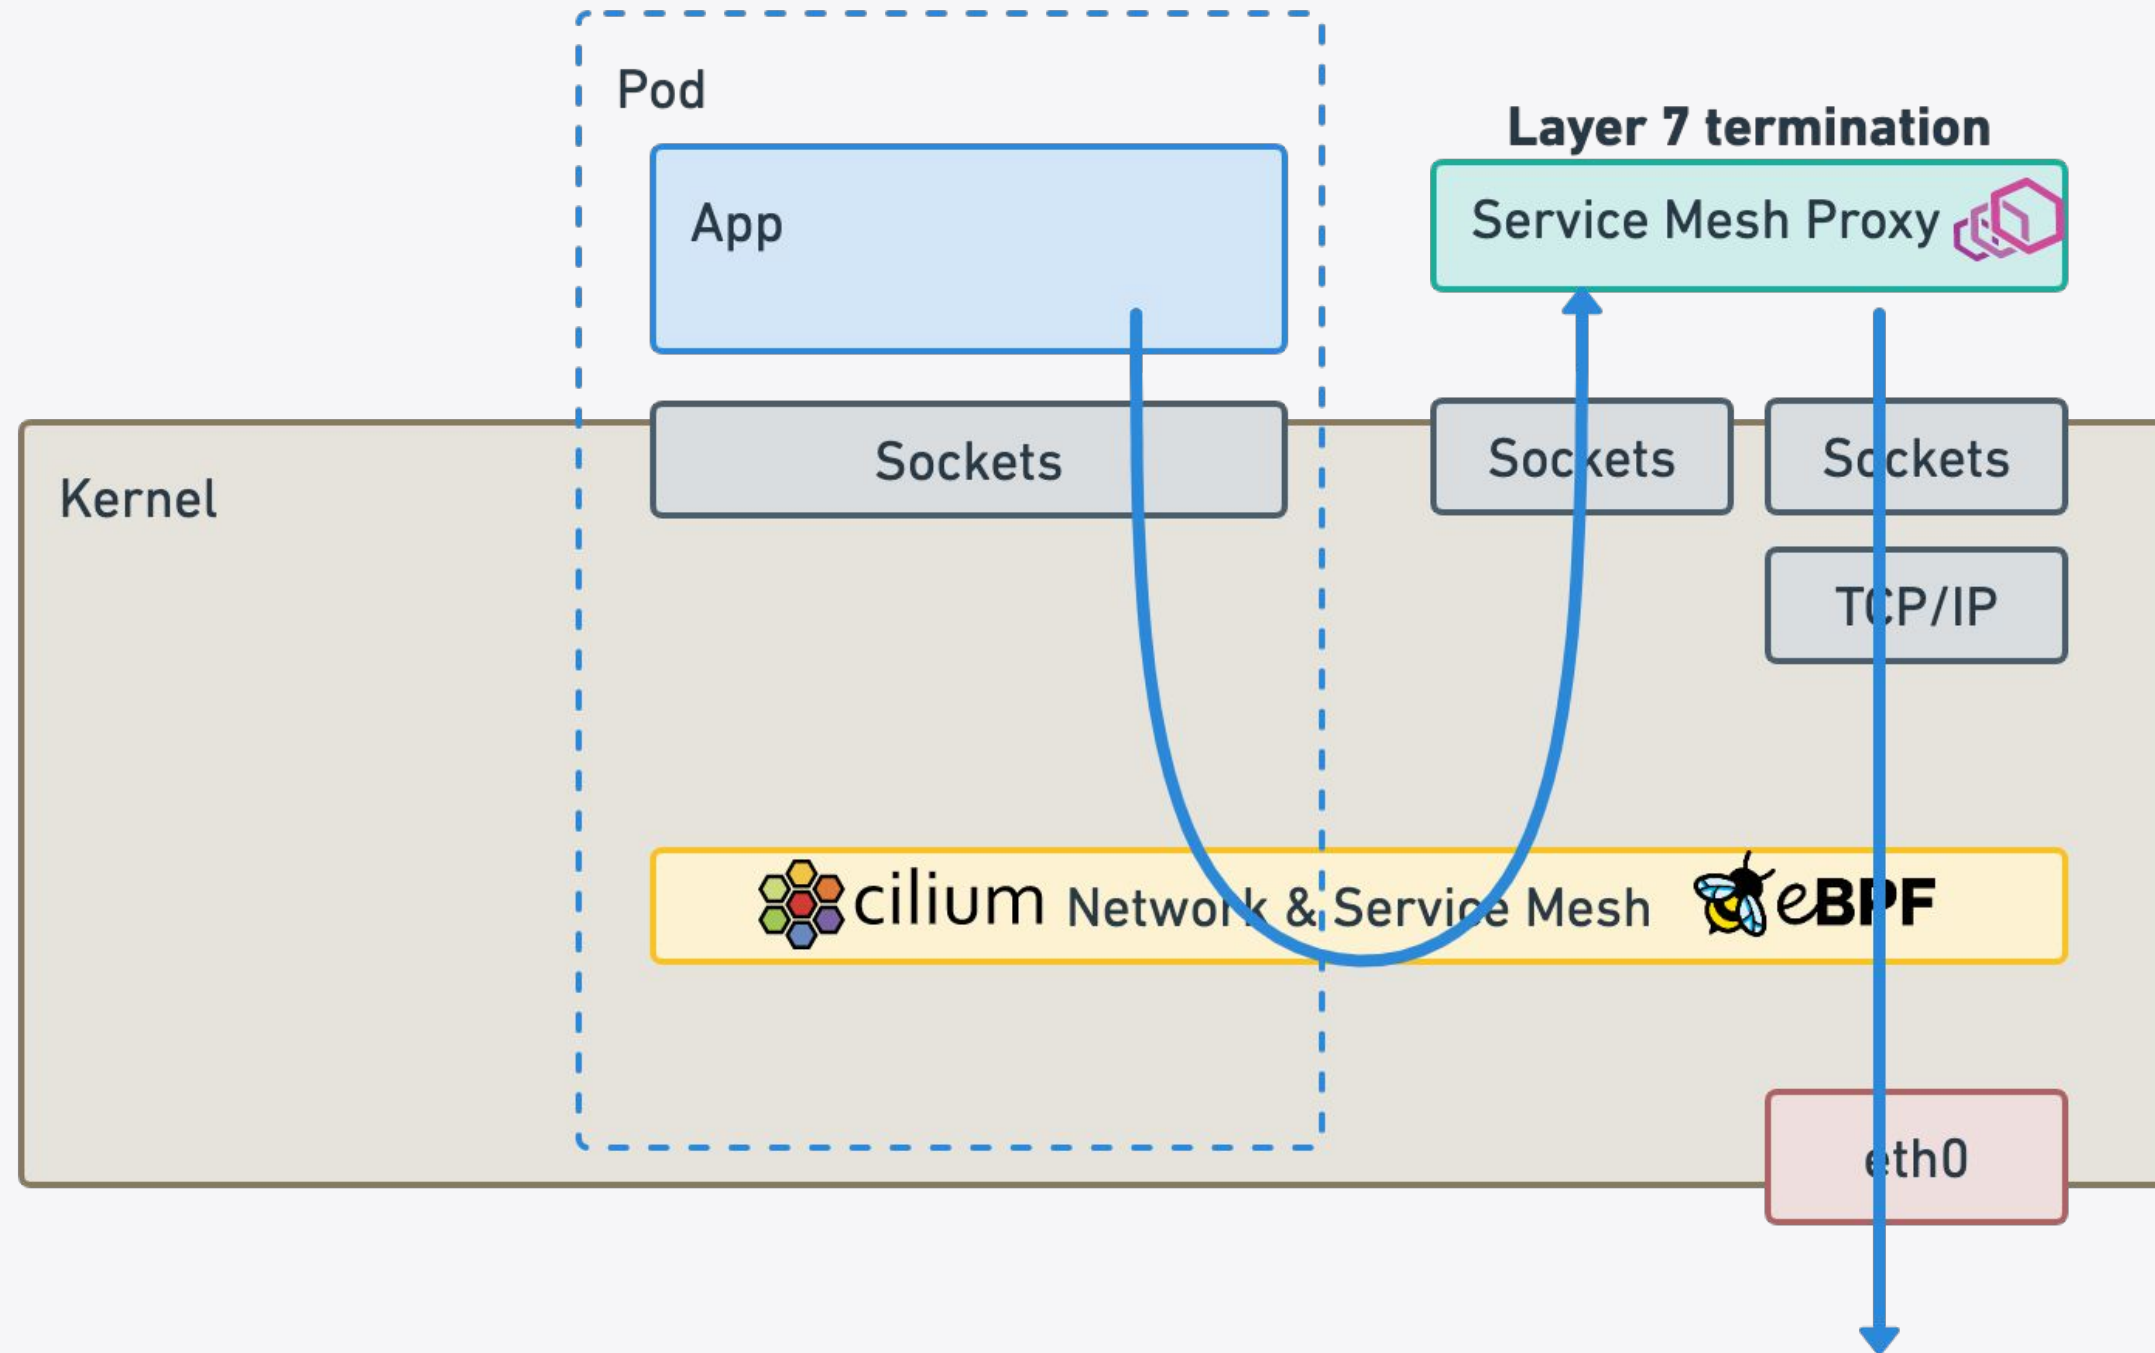 Pod
Layer 7 termination
App
Service Mesh Proxy
Sockets
Sockets
Sockets
Kernel
TCP/IP
cilium Network & Service Mesh eBPF
eth0